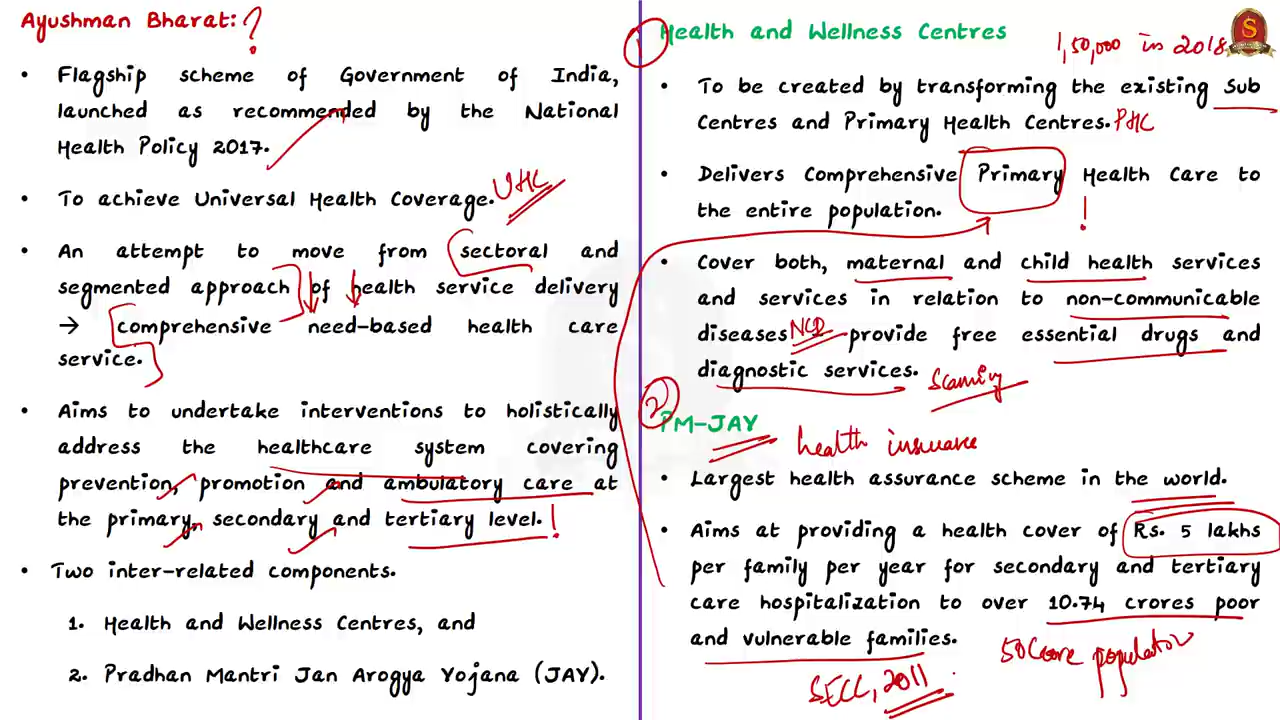 Ayushman Bharat: ?
• Flagship scheme of Government of India,
launched as recommended by the National
Health Policy 2017.
• To achieve Universal Health Coverage. UHC
• An attempt to move from sectoral and
segmented approach of health service delivery
→ comprehensive need-based health care
service.
• Aims to undertake interventions to holistically
address the healthcare system covering
prevention, promotion and ambulatory care at
the primary, secondary and tertiary level. !
• Two inter-related components.
1. Health and Wellness Centres, and
2. Pradhan Mantri Jan Arogya Yojana (JAY).
1 Health and Wellness Centres
1,50,000 in 2018
S
• To be created by transforming the existing Sub
Centres and Primary Health Centres. PHC
• Delivers Comprehensive Primary Health Care to
the entire population. !
• Cover both, maternal and child health services
and services in relation to non-communicable
diseases NCD provide free essential drugs and
diagnostic services. Scanning
2 PM-JAY
health insurance
• Largest health assurance scheme in the world.
• Aims at providing a health cover of Rs. 5 lakhs
per family per year for secondary and tertiary
care hospitalization to over 10.74 crores poor
and vulnerable families. 50 Crore population
SECC, 2011